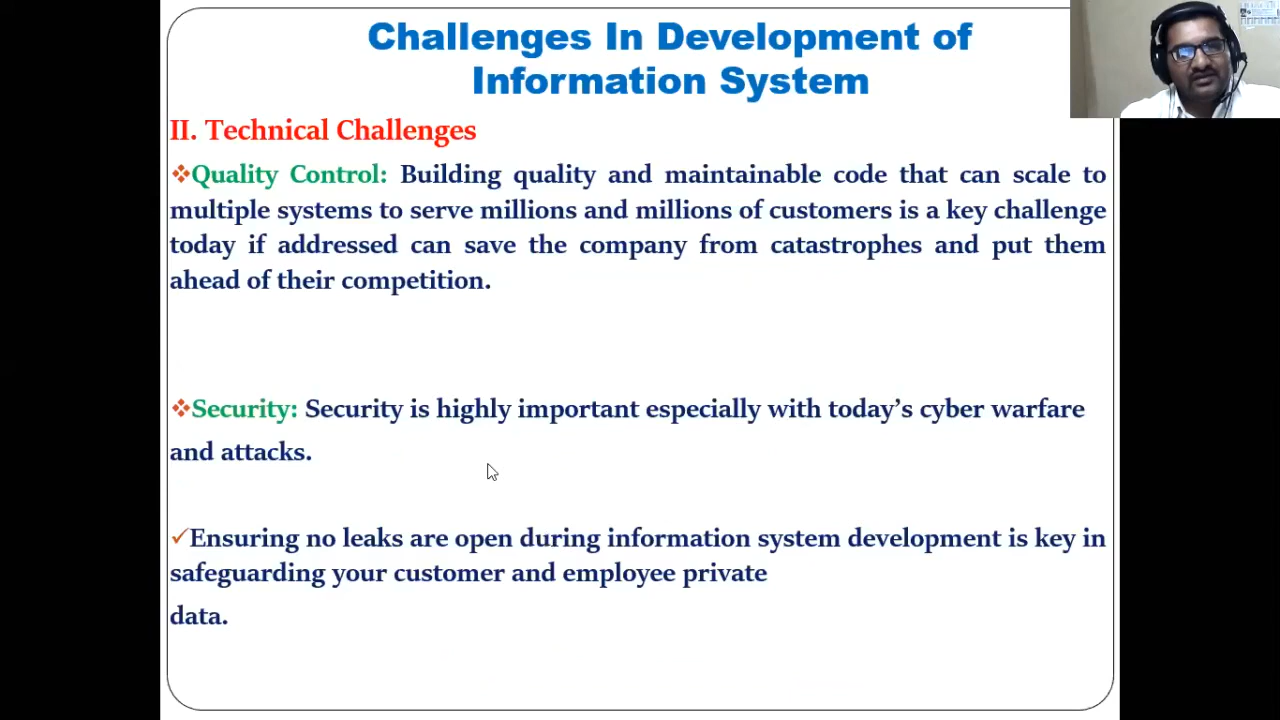 Challenges In Development of
Information System
II. Technical Challenges
❖Quality Control: Building quality and maintainable code that can scale to
multiple systems to serve millions and millions of customers is a key challenge
today if addressed can save the company from catastrophes and put them
ahead of their competition.
❖Security: Security is highly important especially with today's cyber warfare
and attacks.
✓Ensuring no leaks are open during information system development is key in
safeguarding your customer and employee private
data.